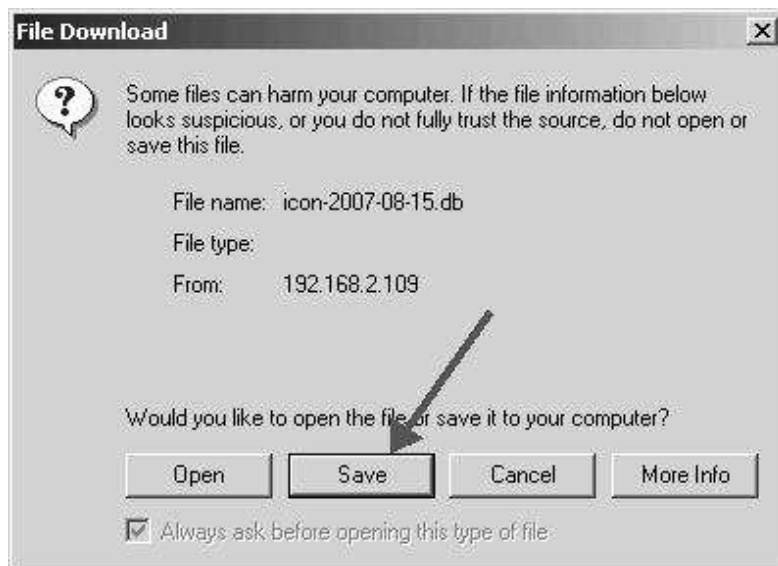 File Download
Some files can harm your computer. If the file information below
looks suspicious, or you do not fully trust the source, do not open or
save this file.
File name: icon-2007-08-15.db
File type:
From: 192.168.2.109
Would you like to open the file or save it to your computer?
Open Save Cancel More Info
Always ask before opening this type of file